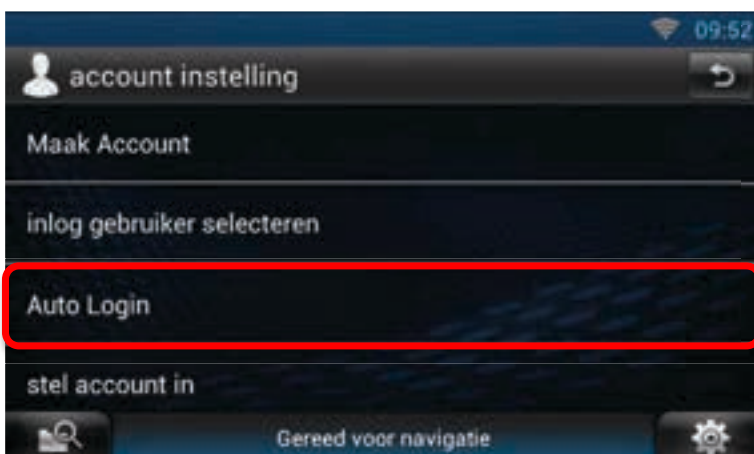 09:52
account instelling
Maak Account
inlog gebruiker selecteren
Auto Login
stel account in
Gereed voor navigatie